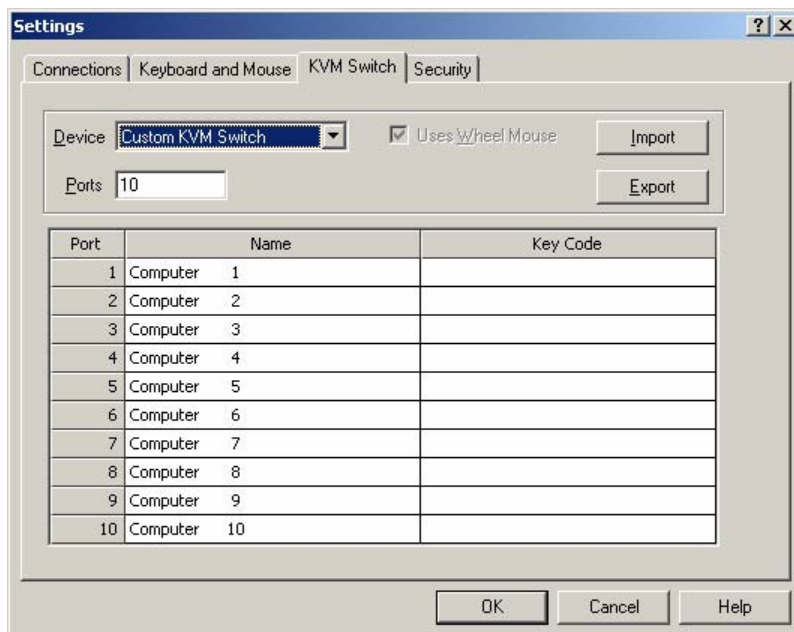 Settings
Connections Keyboard and Mouse KVM Switch Security
Device Custom KVM Switch Uses Wheel Mouse Import
Ports 10 Export
Port Name Key Code
1 Computer 1
2 Computer 2
3 Computer 3
4 Computer 4
5 Computer 5
6 Computer 6
7 Computer 7
8 Computer 8
9 Computer 9
10 Computer 10
OK Cancel Help